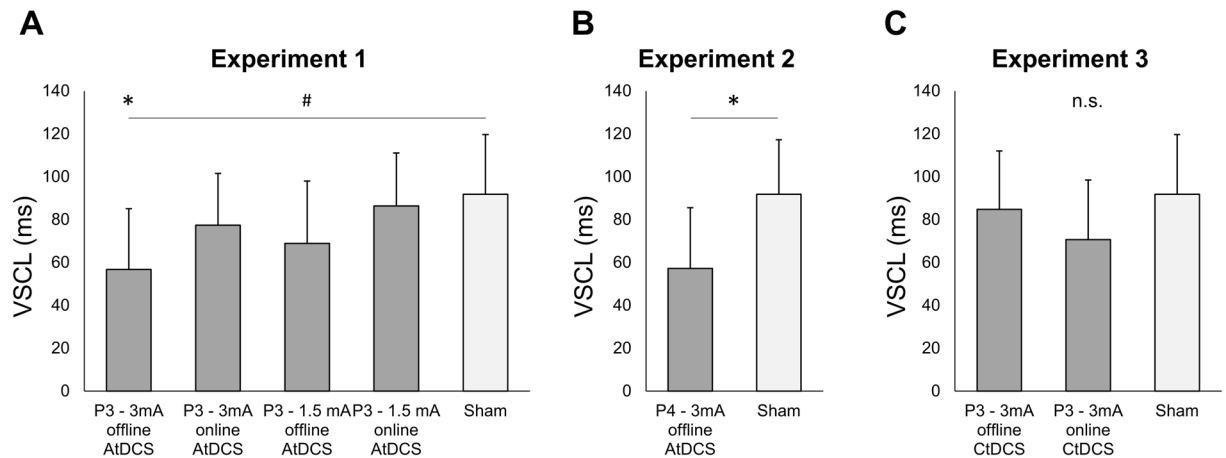 A
Experiment 1
VSCL (ms)
140
120
100
80
60
40
20
0
*
#
P3 - 3mA
offline
AtDCS
P3 - 3mA
online
AtDCS
P3 - 1.5 mA
offline
AtDCS
P3 - 1.5 mA
online
AtDCS
Sham
B
Experiment 2
VSCL (ms)
140
120
100
80
60
40
20
0
*
P4 - 3mA
offline
AtDCS
Sham
C
Experiment 3
VSCL (ms)
140
120
100
80
60
40
20
0
n.s.
P3 - 3mA
offline
CtDCS
P3 - 3mA
online
CtDCS
Sham